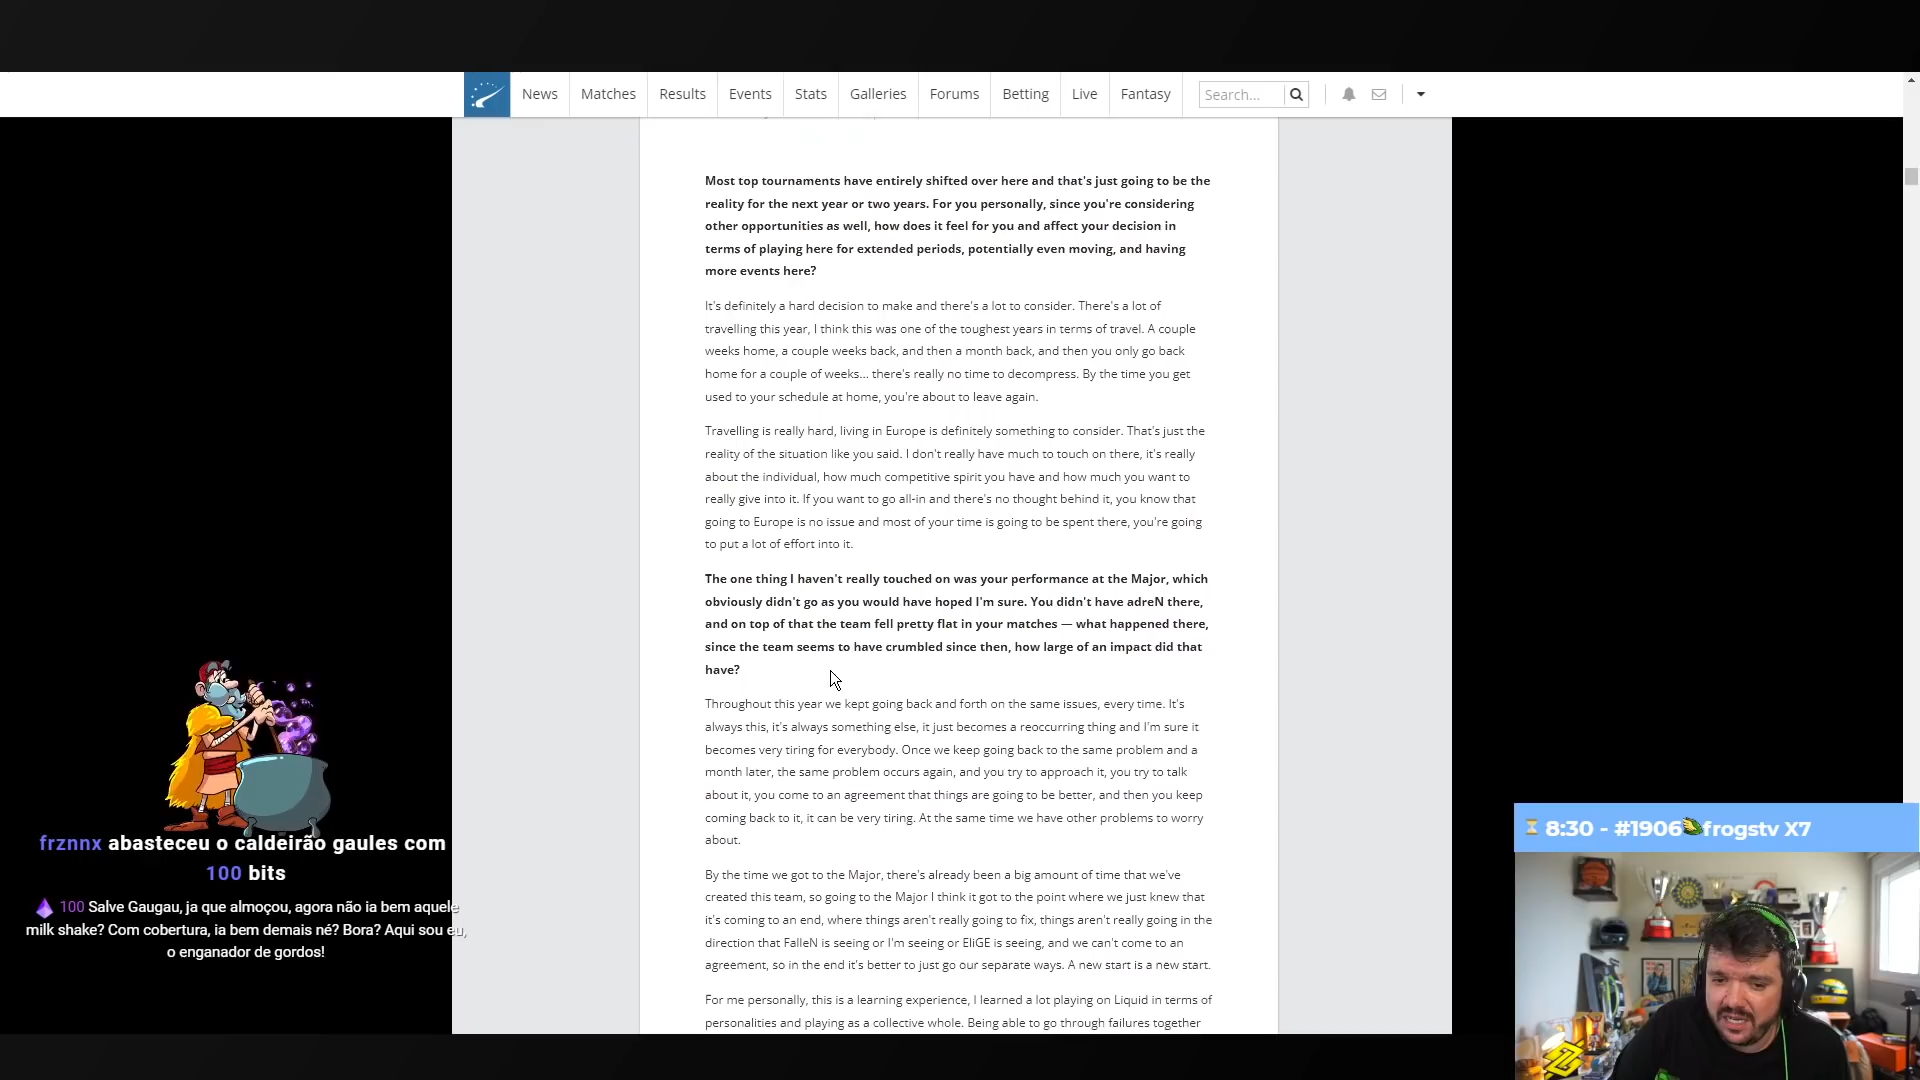 News Matches Results Events Stats Galleries Forums Betting Live Fantasy Search...
Most top tournaments have entirely shifted over here and that's just going to be the
reality for the next year or two years. For you personally, since you're considering
other opportunities as well, how does it feel for you and affect your decision in
terms of playing here for extended periods, potentially even moving, and having
more events here?
It's definitely a hard decision to make and there's a lot to consider. There's a lot of
travelling this year, I think this was one of the toughest years in terms of travel. A couple
weeks home, a couple weeks back, and then a month back, and then you only go back
home for a couple of weeks... there's really no time to decompress. By the time you get
used to your schedule at home, you're about to leave again.
Travelling is really hard, living in Europe is definitely something to consider. That's just the
reality of the situation like you said. I don't really have much to touch on there, it's really
about the individual, how much competitive spirit you have and how much you want to
really give into it. If you want to go all-in and there's no thought behind it, you know that
going to Europe is no issue and most of your time is going to be spent there, you're going
to put a lot of effort into it.
The one thing I haven't really touched on was your performance at the Major, which
obviously didn't go as you would have hoped I'm sure. You didn't have adreN there,
and on top of that the team fell pretty flat in your matches — what happened there,
since the team seems to have crumbled since then, how large of an impact did that
have?
Throughout this year we kept going back and forth on the same issues, every time. It's
always this, it's always something else, it just becomes a reoccurring thing and I'm sure it
becomes very tiring for everybody. Once we keep going back to the same problem and a
month later, the same problem occurs again, and you try to approach it, you try to talk
about it, you come to an agreement that things are going to be better, and then you keep
coming back to it, it can be very tiring. At the same time we have other problems to worry
about.
By the time we got to the Major, there's already been a big amount of time that we've
created this team, so going to the Major I think it got to the point where we just knew that
it's coming to an end, where things aren't really going to fix, things aren't really going in the
direction that FalleN is seeing or I'm seeing or EliGE is seeing, and we can't come to an
agreement, so in the end it's better to just go our separate ways. A new start is a new start.
For me personally, this is a learning experience, I learned a lot playing on Liquid in terms of
personalities and playing as a collective whole. Being able to go through failures together
frznnx abasteceu o caldeirão gaules com
100 bits
100 Salve Gaugau, ja que almoçou, agora não ia bem aquele
milk shake? Com cobertura, ia bem demais né? Bora? Aqui sou eu,
o enganador de gordos!
8:30 - #1906 frogstv X7